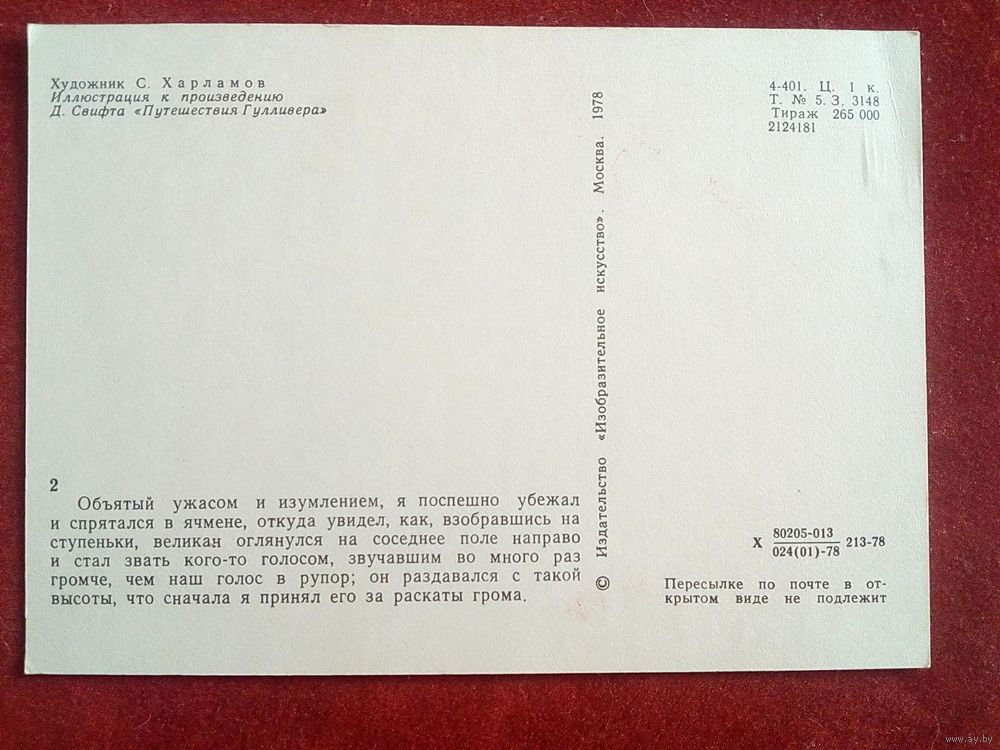 Художник С. Харламов
Иллюстрация к произведению
Д. Свифта «Путешествия Гулливера»
4-401. Ц. 1 к.
Т. № 5. З. 3148
Тираж 265 000
2124181
© Издательство «Изобразительное искусство». Москва. 1978
2
Объятый ужасом и изумлением, я поспешно убежал
и спрятался в ячмене, откуда увидел, как, взобравшись на
ступеньки, великан оглянулся на соседнее поле направо
и стал звать кого-то голосом, звучавшим во много раз
громче, чем наш голос в рупор; он раздавался с такой
высоты, что сначала я принял его за раскаты грома.
80205-013
Х 213-78
024(01)-78
Пересылке по почте в от-
крытом виде не подлежит
www.ay.by